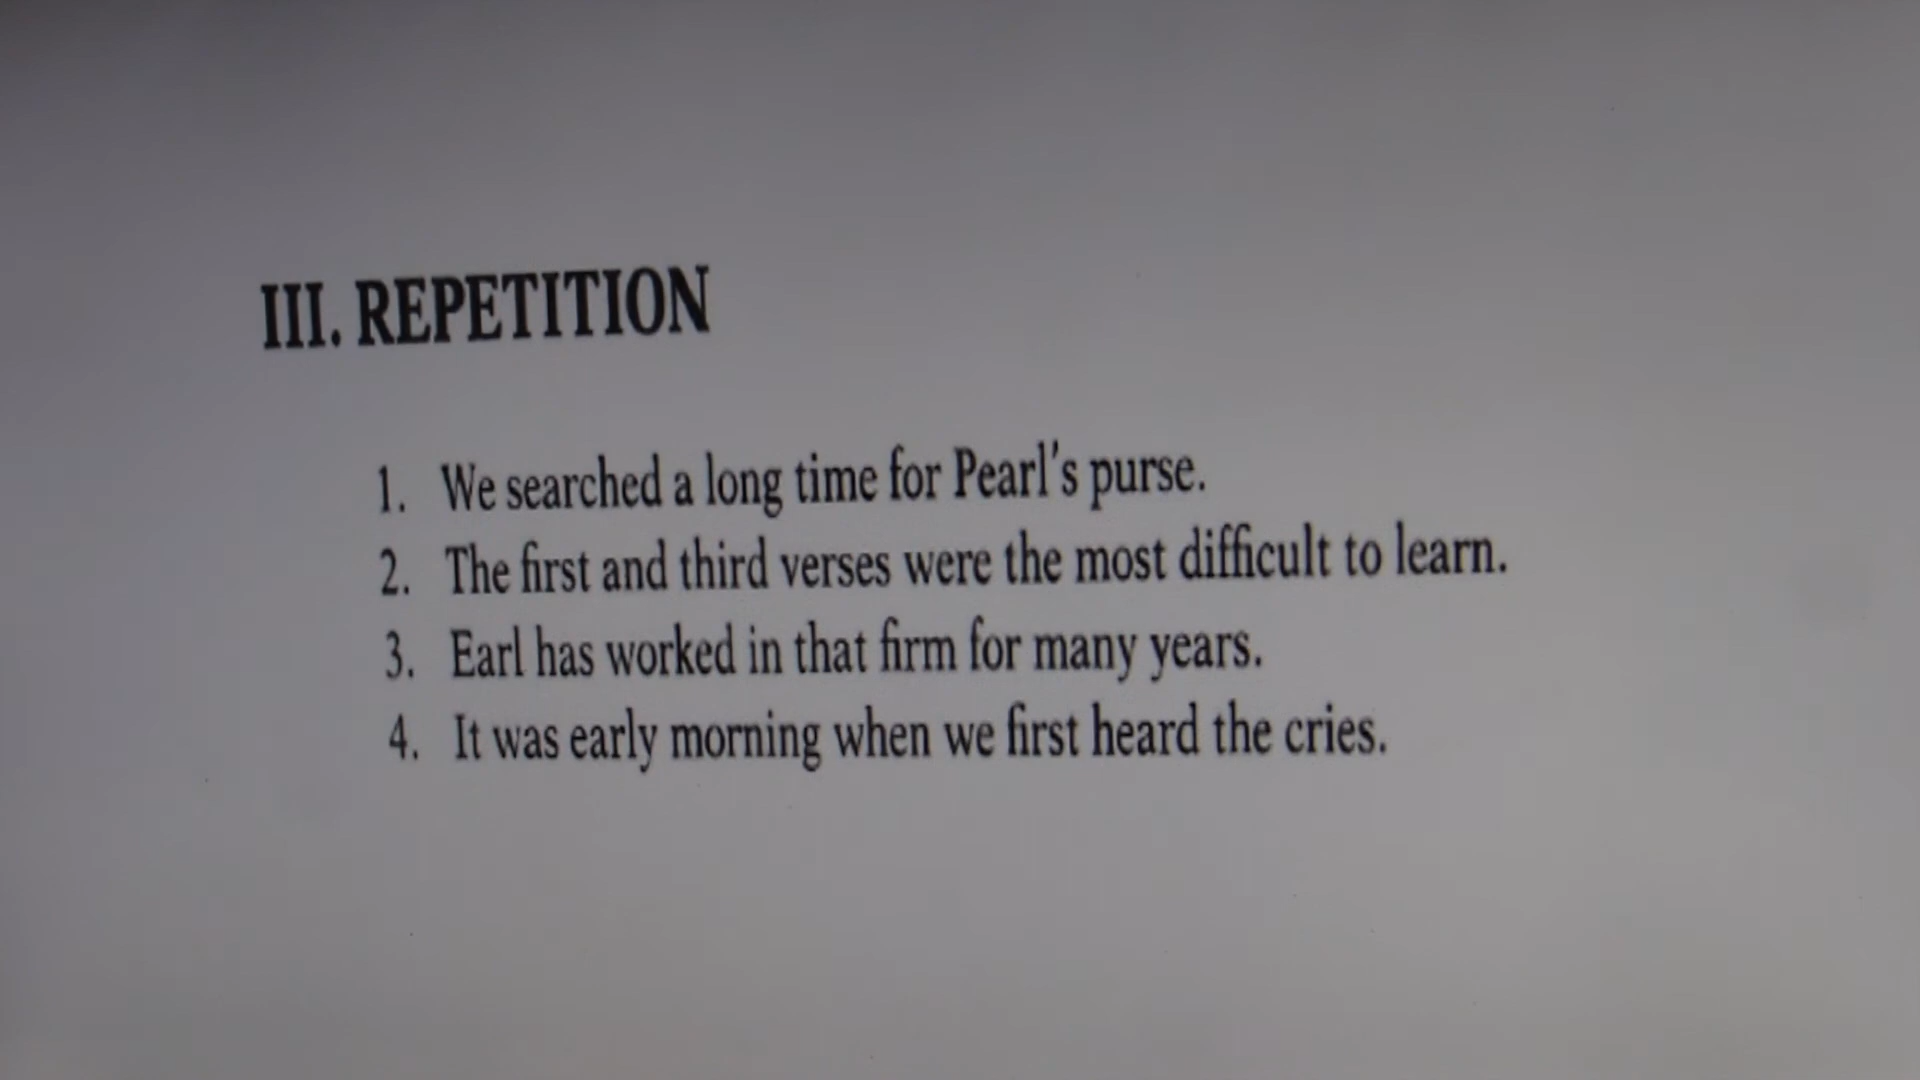 III. REPETITION
1. We searched a long time for Pearl's purse.
2. The first and third verses were the most difficult to learn.
3. Earl has worked in that firm for many years.
4. It was early morning when we first heard the cries.